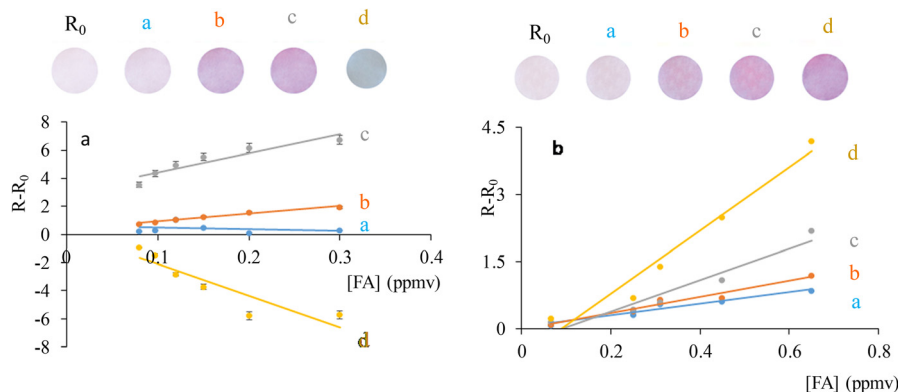 R0 a b c d
8
6
4
2
0
-2
-4
-6
-8
R-R0
a
c
b
a
d
0 0.1 0.2 0.3 0.4
[FA] (ppmv)
R0 a b c d
4.5
3
1.5
0
R-R0
b
d
c
b
a
0 0.2 0.4 0.6 0.8
[FA] (ppmv)